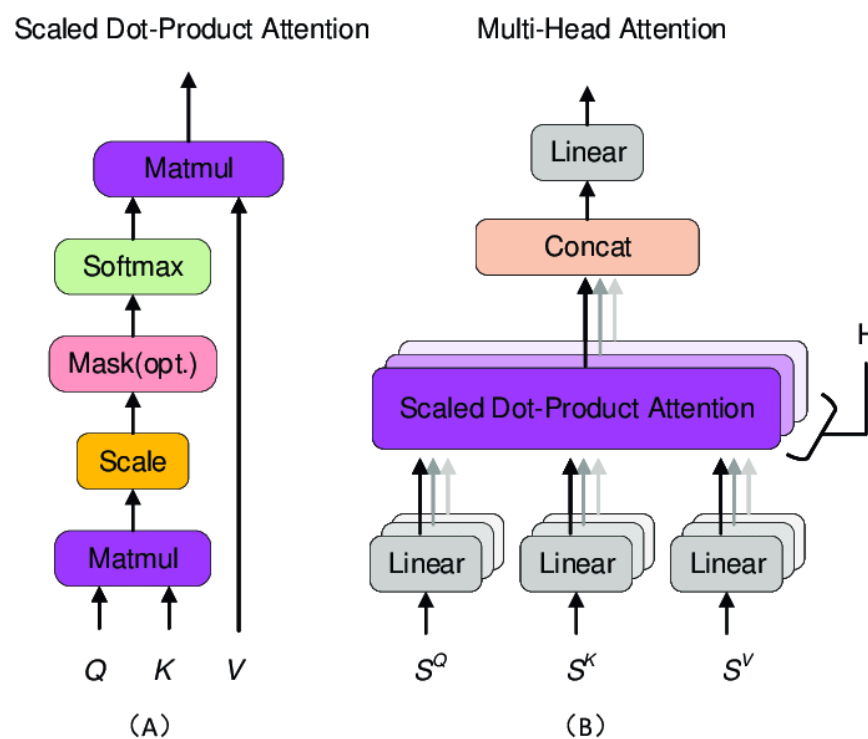 Scaled Dot-Product Attention
Matmul
Softmax
Mask(opt.)
Scale
Matmul
Q K V
(A)
Multi-Head Attention
Linear
Concat
H
Scaled Dot-Product Attention
Linear Linear Linear
S^Q S^K S^V
(B)